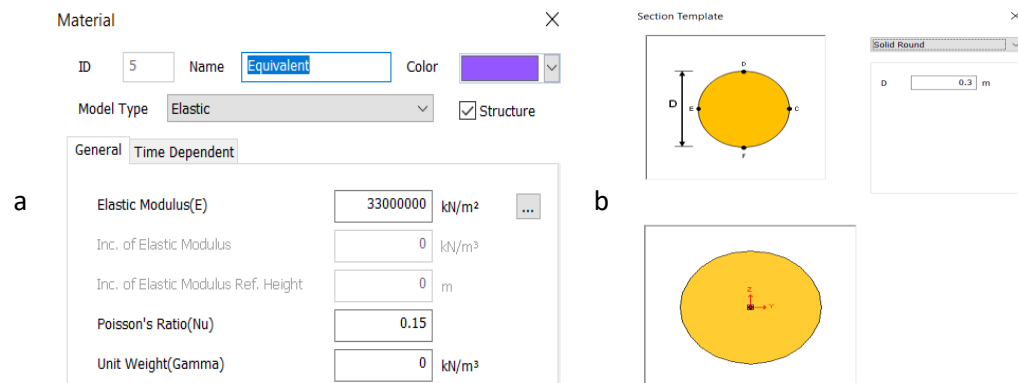 Material
ID 5 Name Equivalent Color
Model Type Elastic Structure
General Time Dependent
Elastic Modulus(E) 33000000 kN/m² ...
Inc. of Elastic Modulus 0 kN/m³
Inc. of Elastic Modulus Ref. Height 0 m
Poisson's Ratio(Nu) 0.15
Unit Weight(Gamma) 0 kN/m³
a
Section Template
Solid Round
D 0.3 m
D
D
E
C
F
b
Z
Y